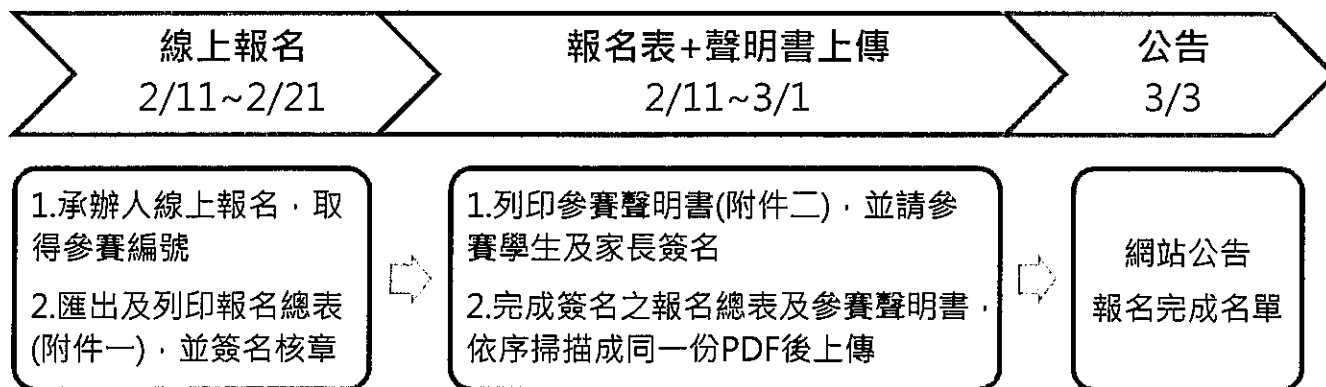 線上報名
2/11~2/21
報名表+聲明書上傳
2/11~3/1
公告
3/3
1.承辦人線上報名，取
得參賽編號
2.匯出及列印報名總表
(附件一)，並簽名核章
1.列印參賽聲明書(附件二)，並請參
賽學生及家長簽名
2.完成簽名之報名總表及參賽聲明書，
依序掃描成同一份PDF後上傳
網站公告
報名完成名單